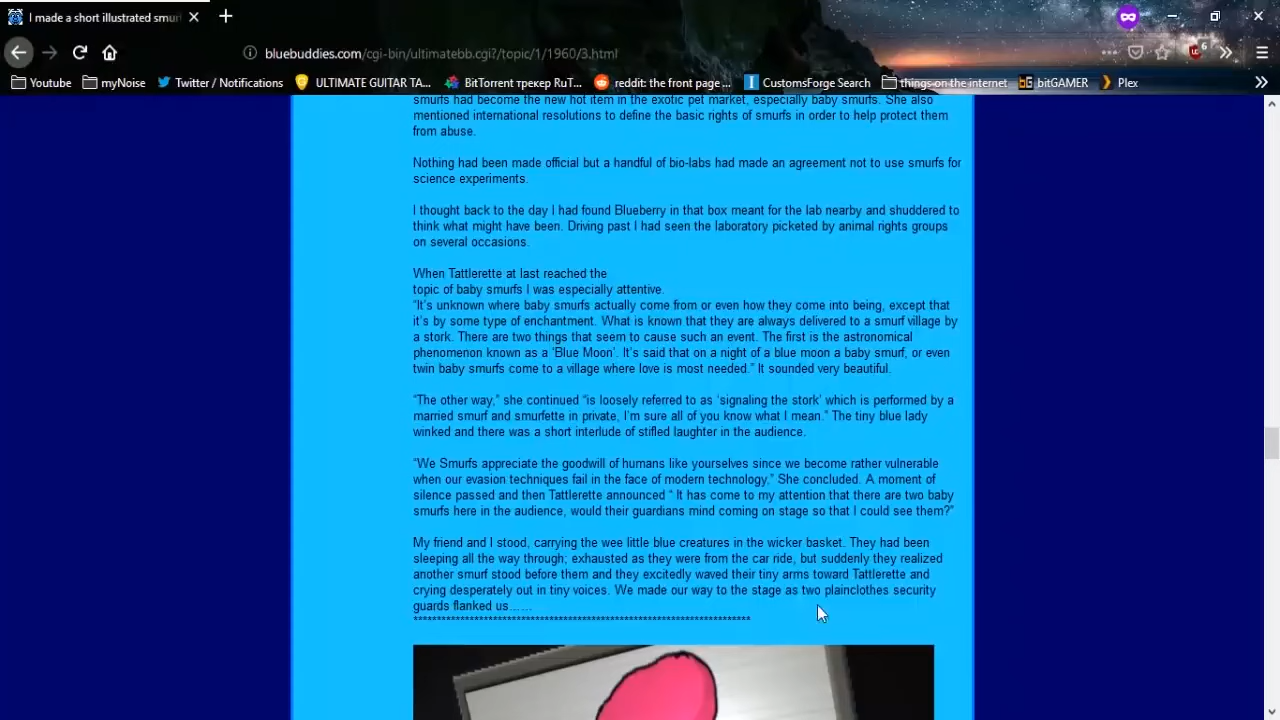 I made a short illustrated smur
bluebuddies.com/cgi-bin/ultimatebb.cgi?/topic/1/1960/3.html
6
Youtube myNoise Twitter / Notifications ULTIMATE GUITAR TA... BitTorrent трекер RuT... reddit: the front page ... CustomsForge Search things on the internet bitGAMER Plex
smurfs had become the new hot item in the exotic pet market, especially baby smurfs. She also
mentioned international resolutions to define the basic rights of smurfs in order to help protect them
from abuse.
Nothing had been made official but a handful of bio-labs had made an agreement not to use smurfs for
science experiments.
I thought back to the day I had found Blueberry in that box meant for the lab nearby and shuddered to
think what might have been. Driving past I had seen the laboratory picketed by animal rights groups
on several occasions.
When Tattlerette at last reached the
topic of baby smurfs I was especially attentive.
“It’s unknown where baby smurfs actually come from or even how they come into being, except that
it’s by some type of enchantment. What is known that they are always delivered to a smurf village by
a stork. There are two things that seem to cause such an event. The first is the astronomical
phenomenon known as a ‘Blue Moon’. It’s said that on a night of a blue moon a baby smurf, or even
twin baby smurfs come to a village where love is most needed.” It sounded very beautiful.
“The other way,” she continued “is loosely referred to as ‘signaling the stork’ which is performed by a
married smurf and smurfette in private, I’m sure all of you know what I mean.” The tiny blue lady
winked and there was a short interlude of stifled laughter in the audience.
“We Smurfs appreciate the goodwill of humans like yourselves since we become rather vulnerable
when our evasion techniques fail in the face of modern technology,” She concluded. A moment of
silence passed and then Tattlerette announced “ It has come to my attention that there are two baby
smurfs here in the audience, would their guardians mind coming on stage so that I could see them?”
My friend and I stood, carrying the wee little blue creatures in the wicker basket. They had been
sleeping all the way through; exhausted as they were from the car ride, but suddenly they realized
another smurf stood before them and they excitedly waved their tiny arms toward Tattlerette and
crying desperately out in tiny voices. We made our way to the stage as two plainclothes security
guards flanked us……
************************************************************************